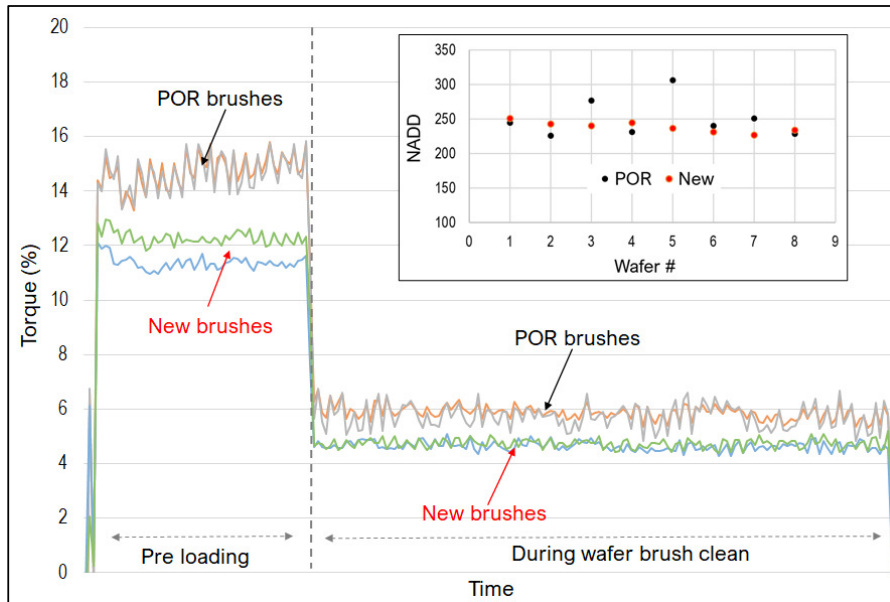 20
18
16
14
12
10
8
6
4
2
0
Torque (%)
POR brushes
New brushes
POR brushes
New brushes
Pre loading
During wafer brush clean
Time
350
300
250
200
150
100
NADD
POR New
0 1 2 3 4 5 6 7 8 9
Wafer #